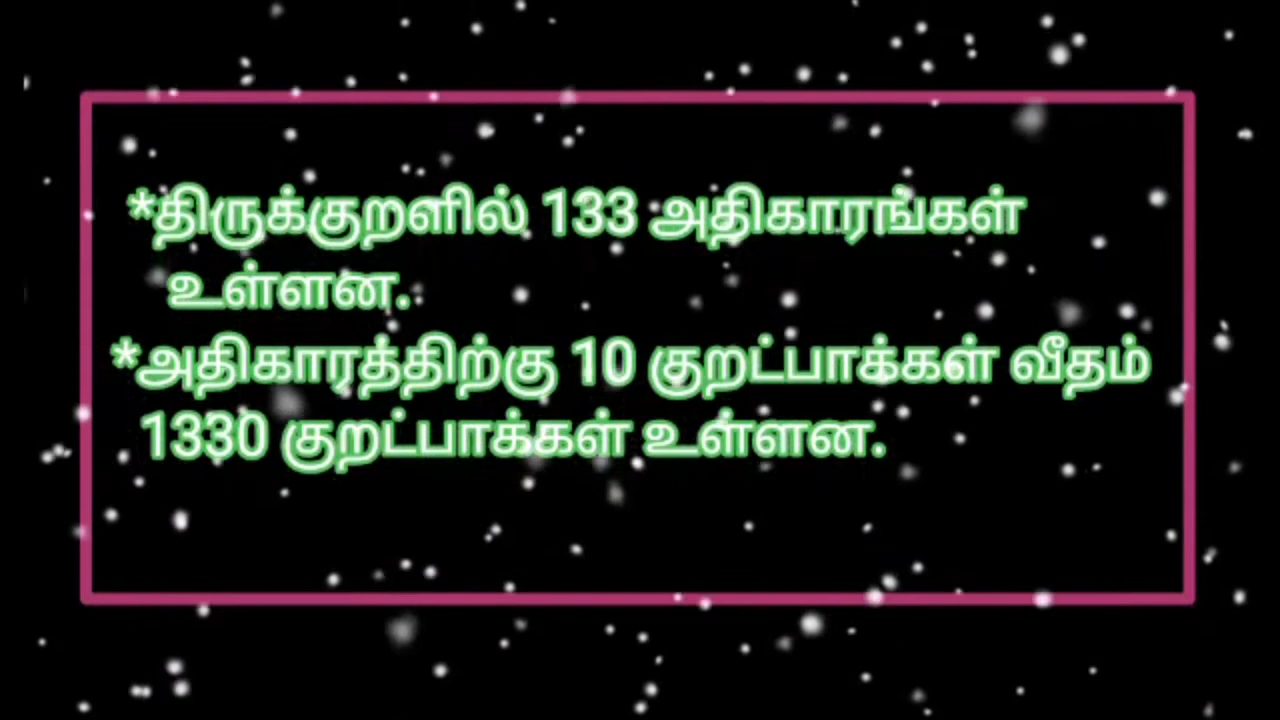 *திருக்குறளில் 133 அதிகாரங்கள்
உள்ளன.
*அதிகாரத்திற்கு 10 குறட்பாக்கள் வீதம்
1330 குறட்பாக்கள் உள்ளன.